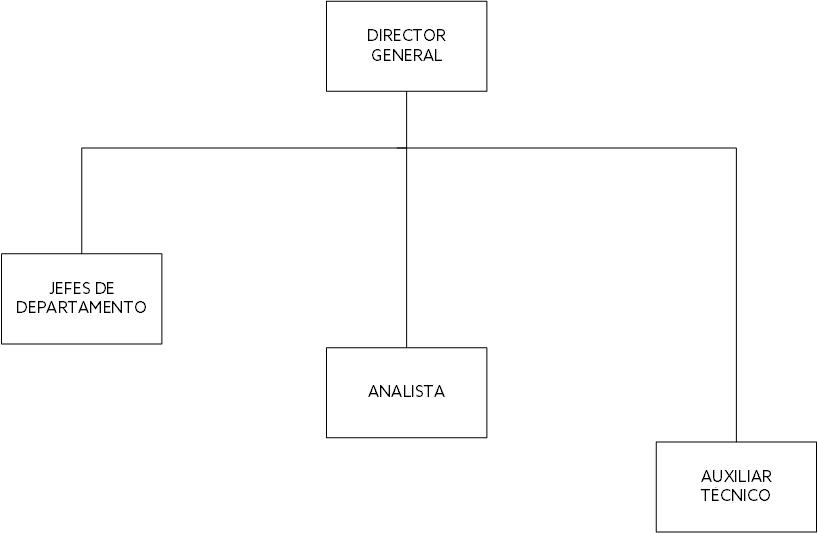 DIRECTOR
GENERAL
JEFES DE
DEPARTAMENTO
ANALISTA
AUXILIAR
TECNICO